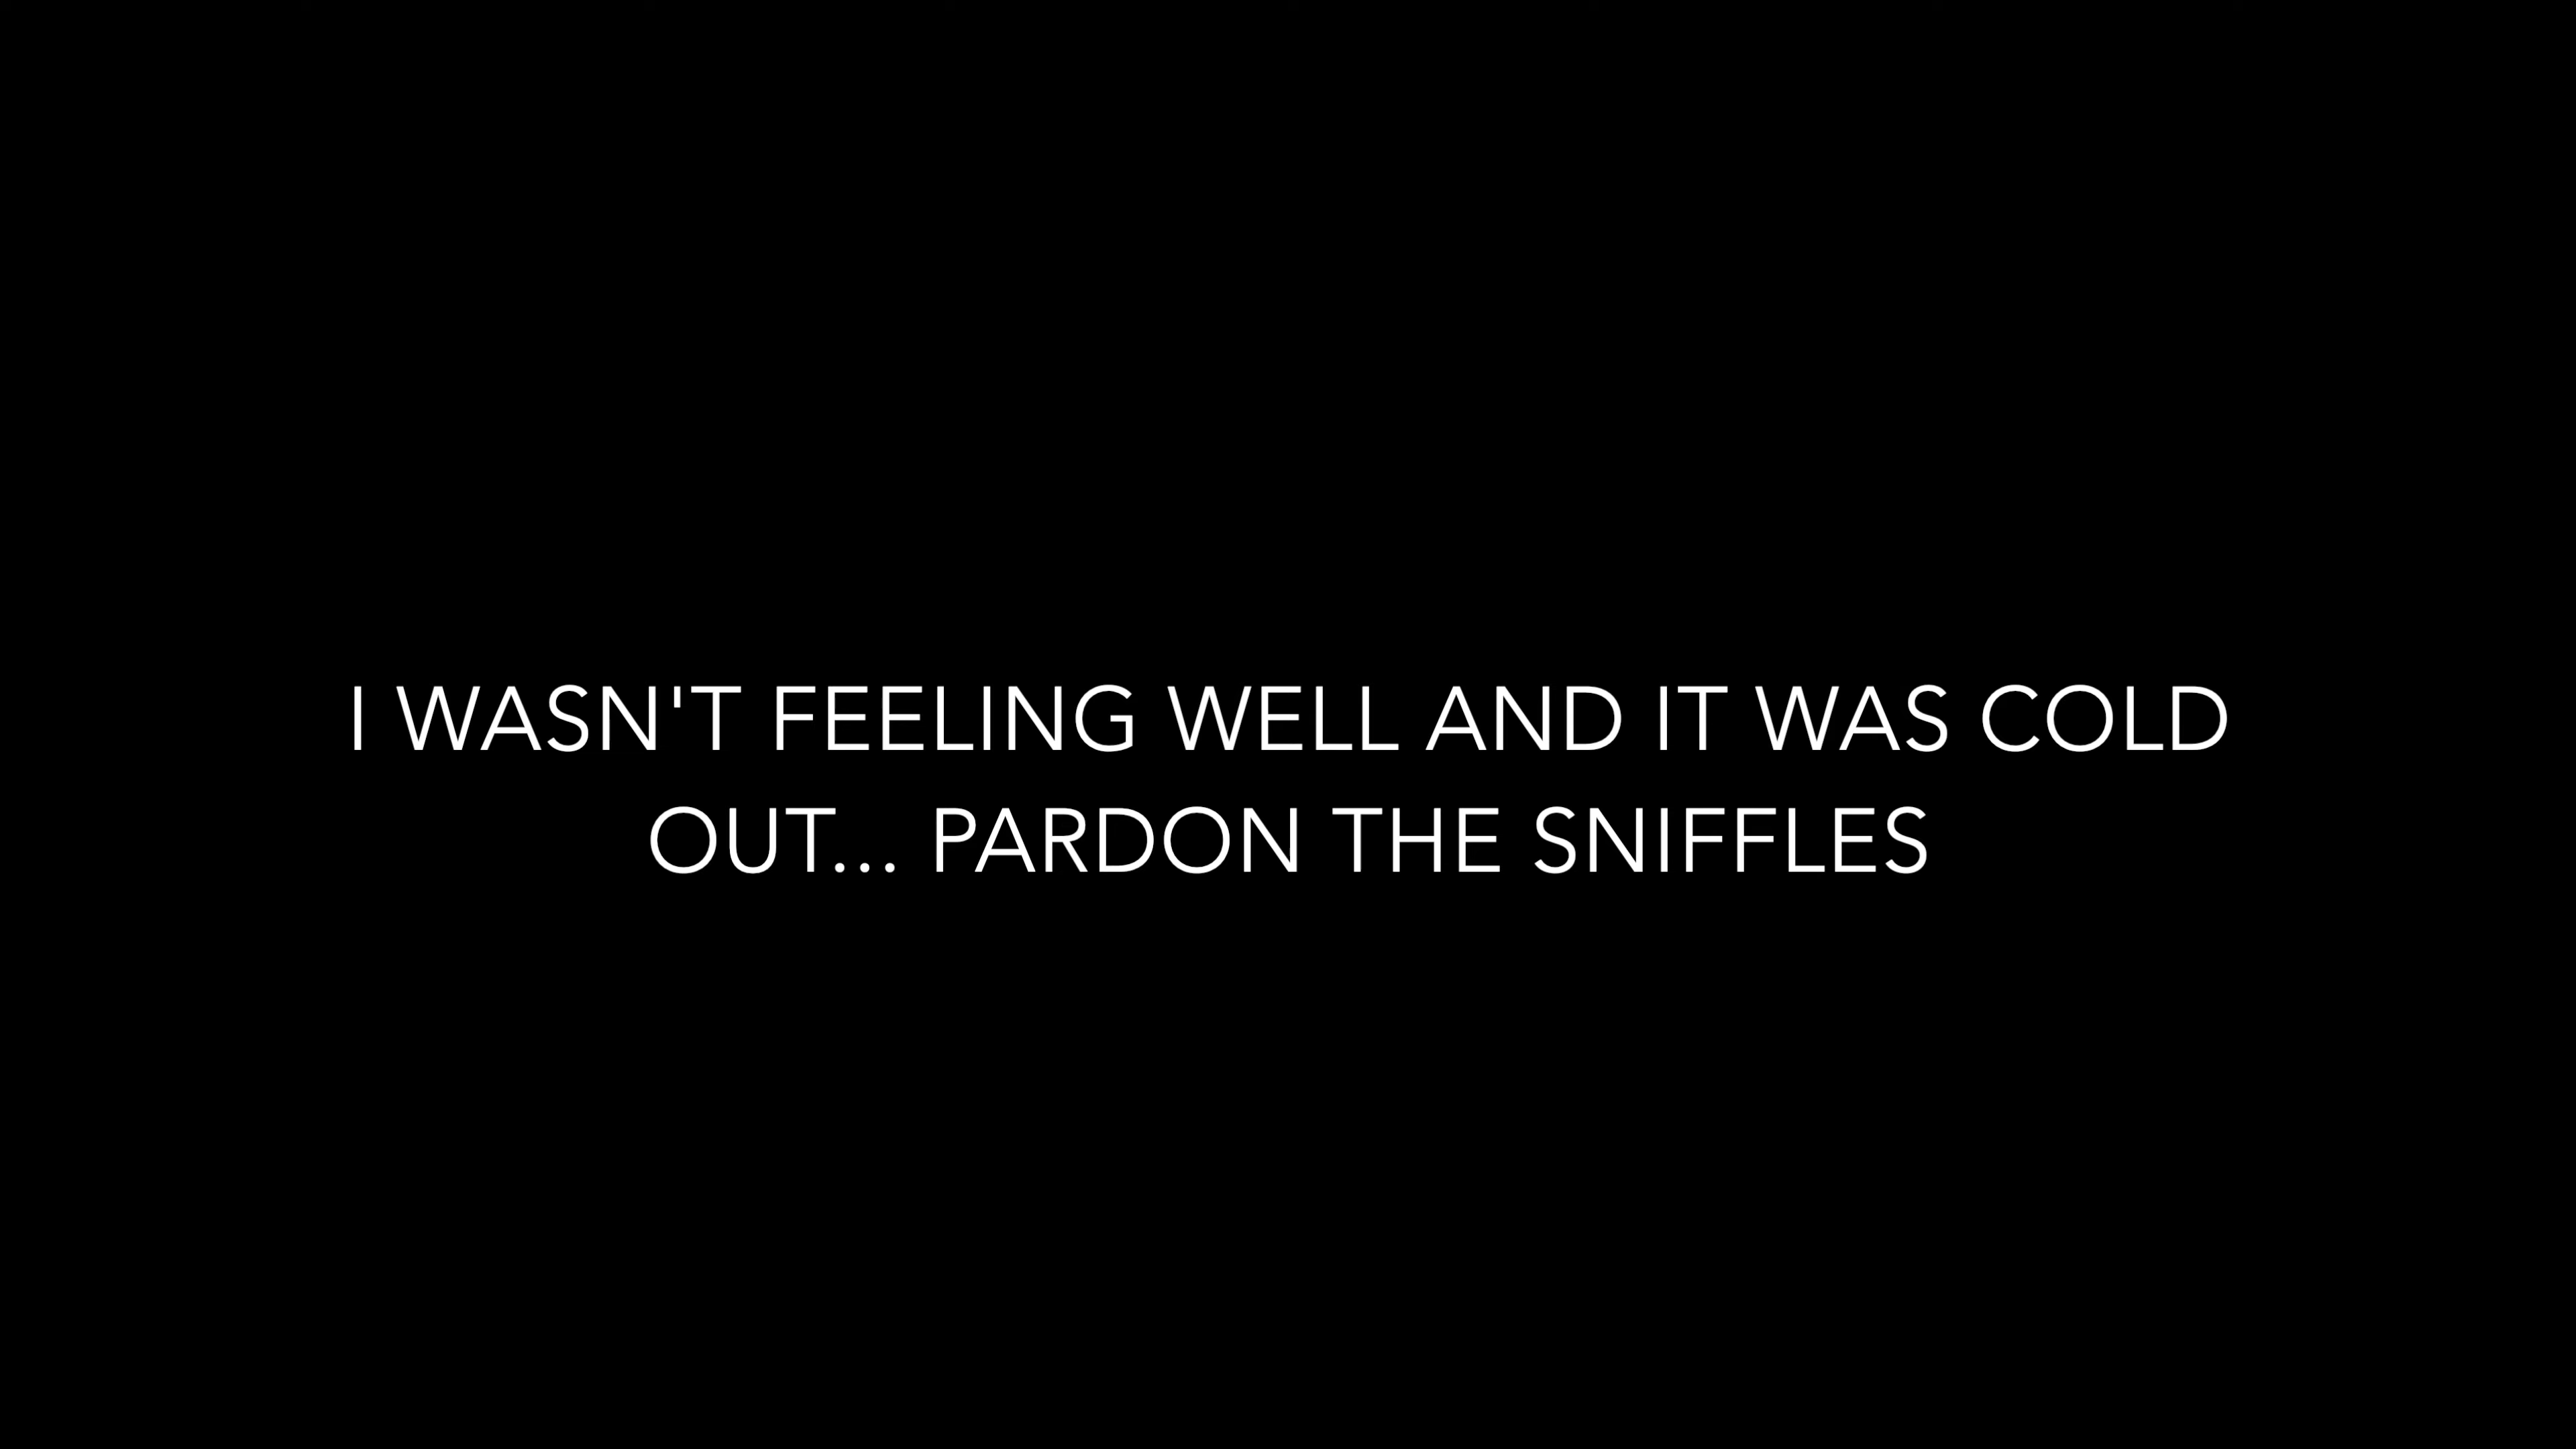 I WASN'T FEELING WELL AND IT WAS COLD
OUT... PARDON THE SNIFFLES